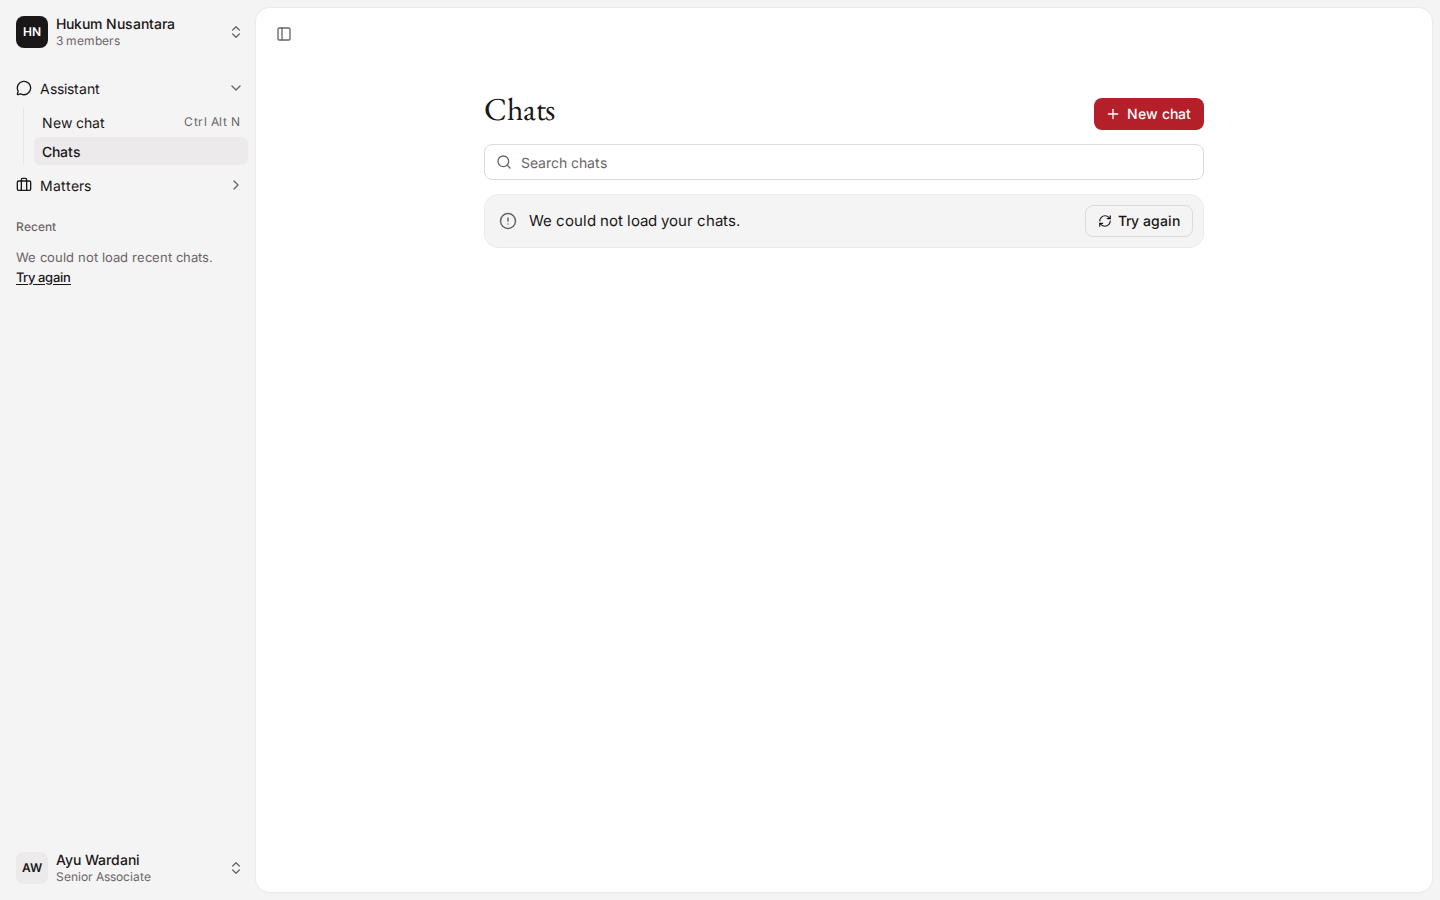 HN
Hukum Nusantara
3 members
Assistant
New chat Ctrl Alt N
Chats
Matters
Recent
We could not load recent chats.
Try again
AW
Ayu Wardani
Senior Associate
Chats
New chat
Search chats
We could not load your chats.
Try again